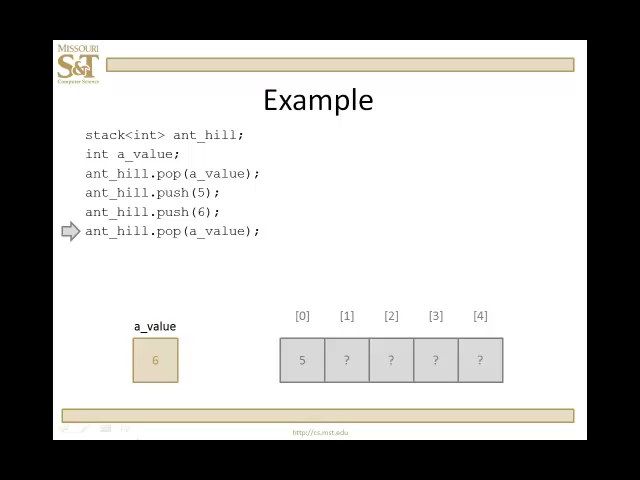 MISSOURI
S&T
Computer Science
Example
stack<int> ant_hill;
int a_value;
ant_hill.pop(a_value);
ant_hill.push(5);
ant_hill.push(6);
ant_hill.pop(a_value);
[0] [1] [2] [3] [4]
a_value
6 5 ? ? ? ?
http://cs.mst.edu